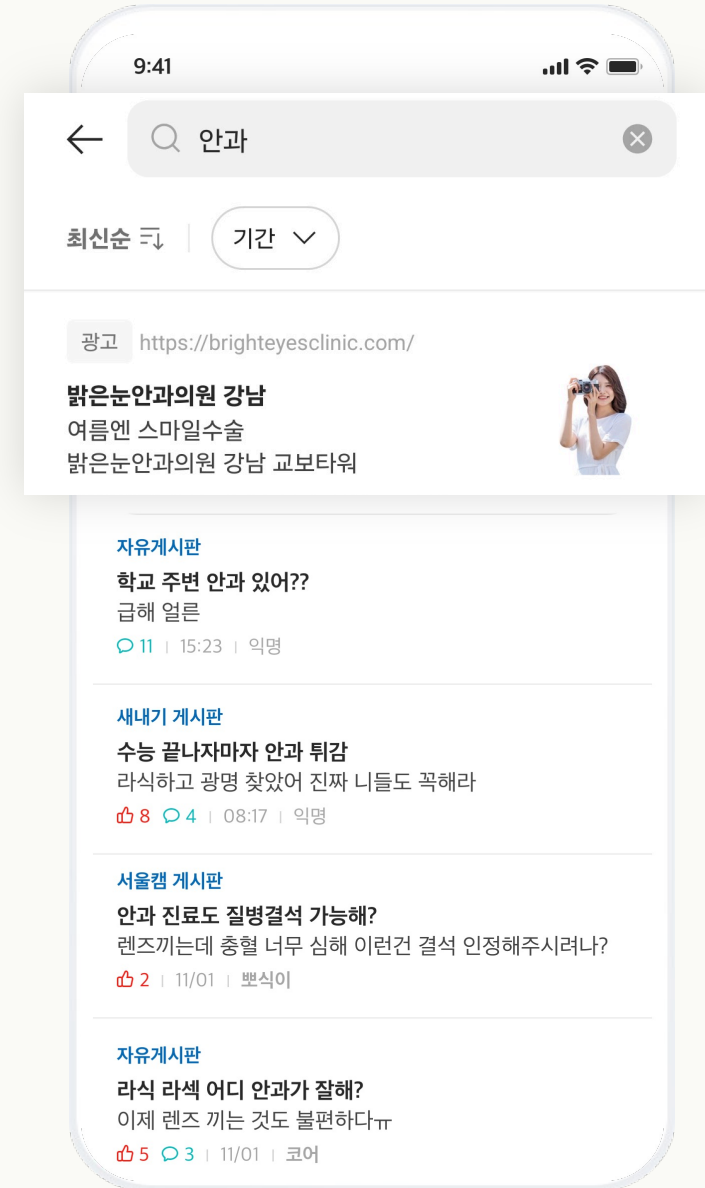 9:41
안과
최신순
기간
광고 https://brighteyesclinic.com/
밝은눈안과의원 강남
여름엔 스마일수술
밝은눈안과의원 강남 교보타워
자유게시판
학교 주변 안과 있어??
급해 얼른
11 | 15:23 | 익명
새내기 게시판
수능 끝나자마자 안과 튀감
라식하고 광명 찾았어 진짜 니들도 꼭해라
8 4 | 08:17 | 익명
서울캠 게시판
안과 진료도 질병결석 가능해?
렌즈끼는데 충혈 너무 심해 이런건 결석 인정해주시려나?
2 | 11/01 | 뽀식이
자유게시판
라식 라섹 어디 안과가 잘해?
이제 렌즈 끼는 것도 불편하다ㅠ
5 3 | 11/01 | 코어